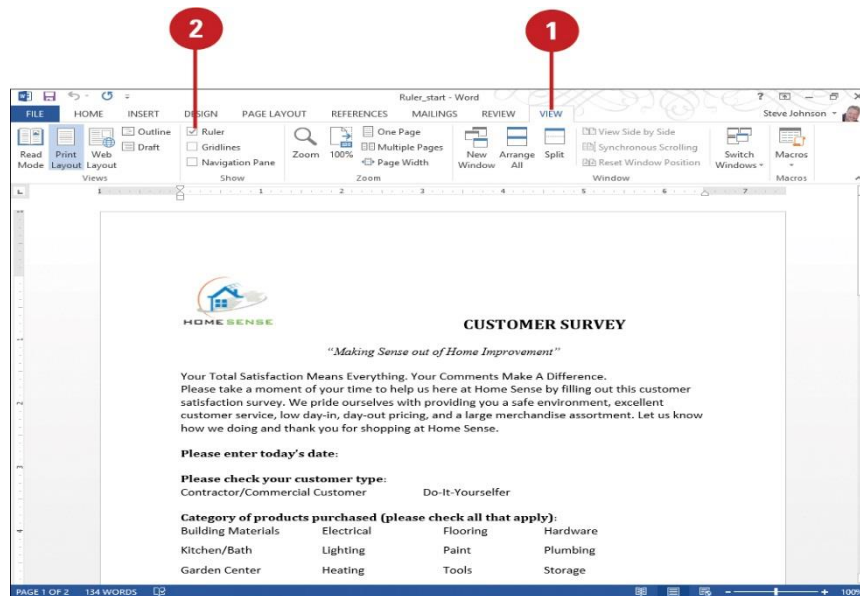 2 1
Ruler_start - Word
Steve Johnson
FILE HOME INSERT DESIGN PAGE LAYOUT REFERENCES MAILINGS REVIEW VIEW
Read Mode
Print Layout
Web Layout
Outline
Draft
Views
Ruler
Gridlines
Navigation Pane
Show
Zoom
100%
One Page
Multiple Pages
Page Width
Zoom
New Window
Arrange All
Split
View Side by Side
Synchronous Scrolling
Reset Window Position
Window
Switch Windows
Macros
Macros
1 1 2 3 4 5 6 7
HOMESENSE
CUSTOMER SURVEY
“Making Sense out of Home Improvement”
Your Total Satisfaction Means Everything. Your Comments Make A Difference.
Please take a moment of your time to help us here at Home Sense by filling out this customer
satisfaction survey. We pride ourselves with providing you a safe environment, excellent
customer service, low day-in, day-out pricing, and a large merchandise assortment. Let us know
how we doing and thank you for shopping at Home Sense.
Please enter today's date:
Please check your customer type:
Contractor/Commercial Customer Do-It-Yourselfer
Category of products purchased (please check all that apply):
Building Materials Electrical Flooring Hardware
Kitchen/Bath Lighting Paint Plumbing
Garden Center Heating Tools Storage
PAGE 1 OF 2 134 WORDS 100%